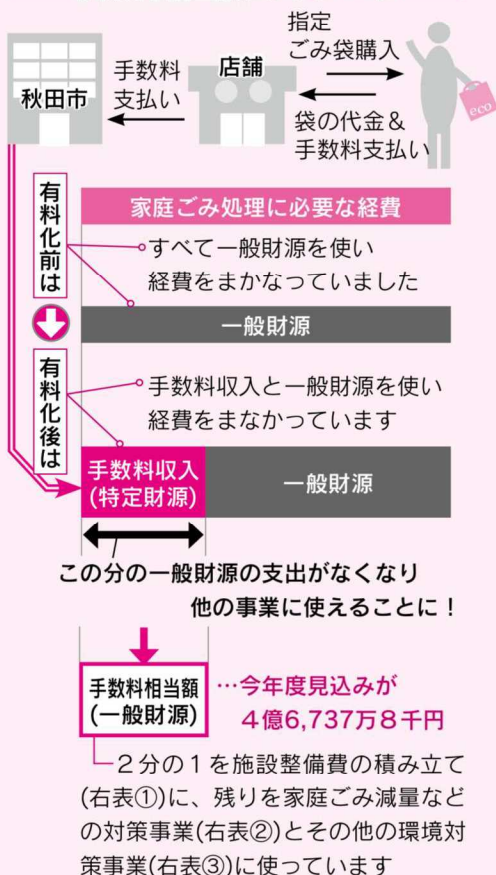 指定
ごみ袋購入
店舗
手数料
支払い
秋田市
eco
袋の代金&
手数料支払い
有料化前は
家庭ごみ処理に必要な経費
すべて一般財源を使い
経費をまかなっていました
一般財源
有料化後は
手数料収入と一般財源を使い
経費をまなかっています
手数料収入
(特定財源)
一般財源
この分の一般財源の支出がなくなり
他の事業に使えることに!
手数料相当額
(一般財源)
…今年度見込みが
4億6,737万8千円
2分の1を施設整備費の積み立て
(右表①)に、残りを家庭ごみ減量など
の対策事業(右表②)とその他の環境対
策事業(右表③)に使っています